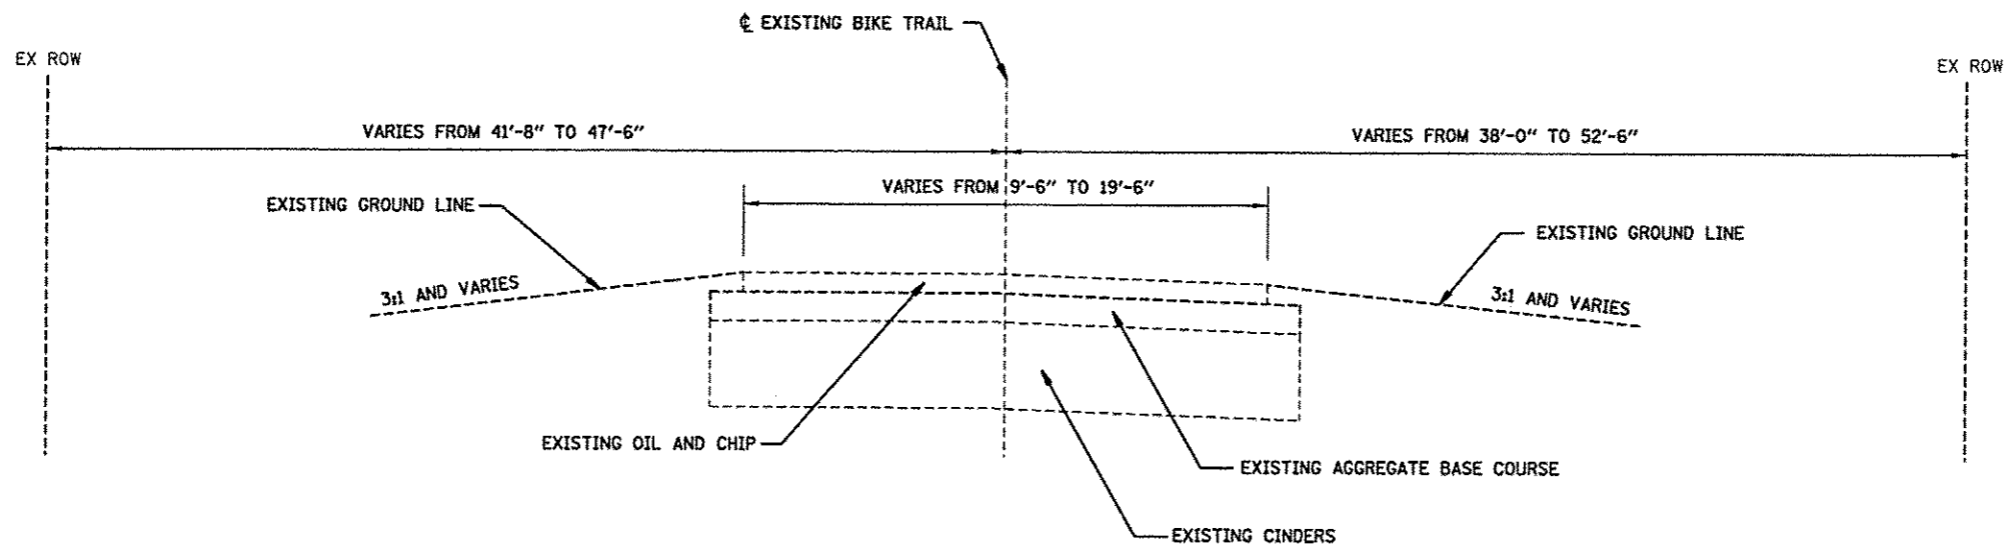 ℄ EXISTING BIKE TRAIL
EX ROW
EX ROW
VARIES FROM 41'-8" TO 47'-6"
VARIES FROM 38'-0" TO 52'-6"
VARIES FROM 9'-6" TO 19'-6"
EXISTING GROUND LINE
EXISTING GROUND LINE
3:1 AND VARIES
3:1 AND VARIES
EXISTING OIL AND CHIP
EXISTING AGGREGATE BASE COURSE
EXISTING CINDERS